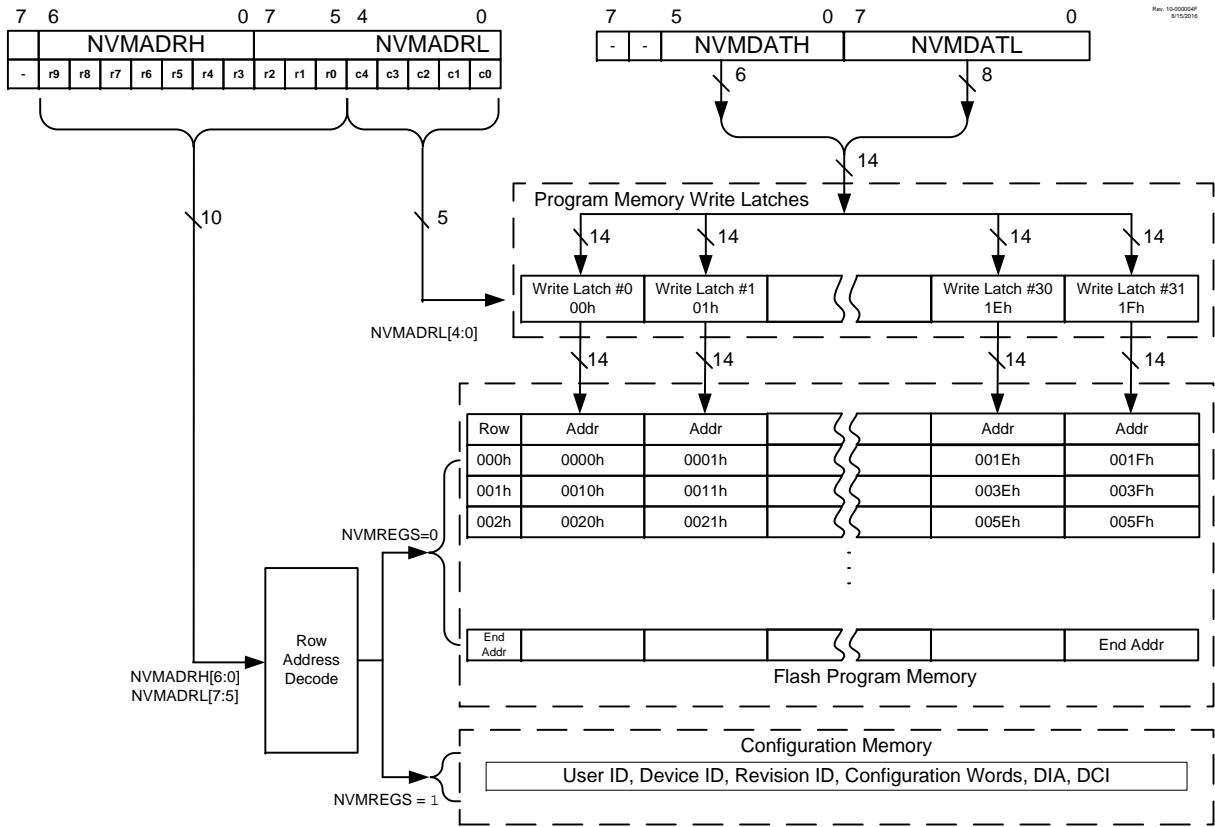 Rev. 10-000004F
8/15/2016
7 6 0 7 5 4 0
NVMADRH NVMADRL
- r9 r8 r7 r6 r5 r4 r3 r2 r1 r0 c4 c3 c2 c1 c0
7 5 0 7 0
- - NVMDATH NVMDATL
6 8
14
10 5
Program Memory Write Latches
14 14 14 14
Write Latch #0 Write Latch #1 Write Latch #30 Write Latch #31
00h 01h 1Eh 1Fh
NVMADRL[4:0]
14 14 14 14
Row Addr Addr Addr Addr
000h 0000h 0001h 001Eh 001Fh
001h 0010h 0011h 003Eh 003Fh
002h 0020h 0021h 005Eh 005Fh
NVMREGS=0
End
Addr
End Addr
Flash Program Memory
Row
Address
Decode
NVMADRH[6:0]
NVMADRL[7:5]
Configuration Memory
User ID, Device ID, Revision ID, Configuration Words, DIA, DCI
NVMREGS = 1